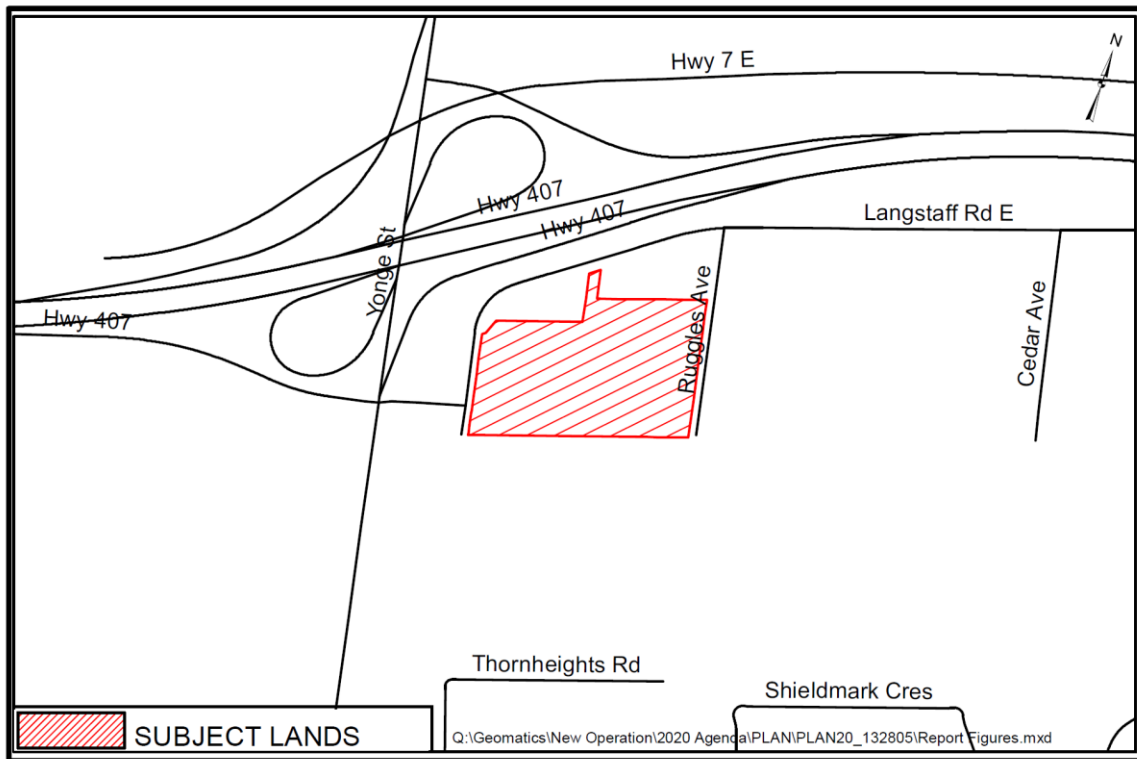 N
Hwy 7 E
Hwy 407
Hwy 407
Langstaff Rd E
Yonge St
Ruggles Ave
Cedar Ave
Hwy 407
Thornheights Rd
Shieldmark Cres
SUBJECT LANDS
Q:\Geomatics\New Operation\2020 Agenda\PLAN\PLAN20_132805\Report Figures.mxd